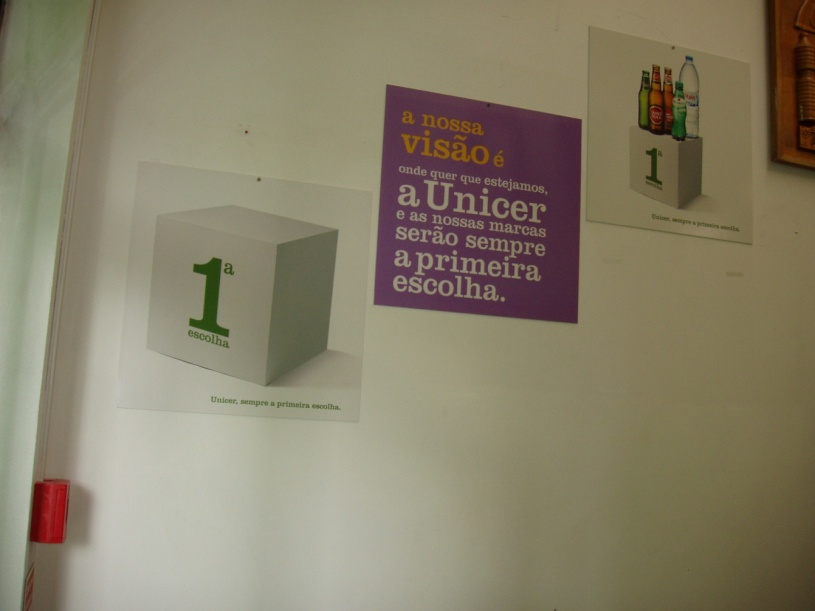 1ª
escolha
Unicer, sempre a primeira escolha.
a nossa
visão é
onde quer que estejamos,
a Unicer
e as nossas marcas
serão sempre
a primeira
escolha.
1ª
escolha
Unicer, sempre a primeira escolha.